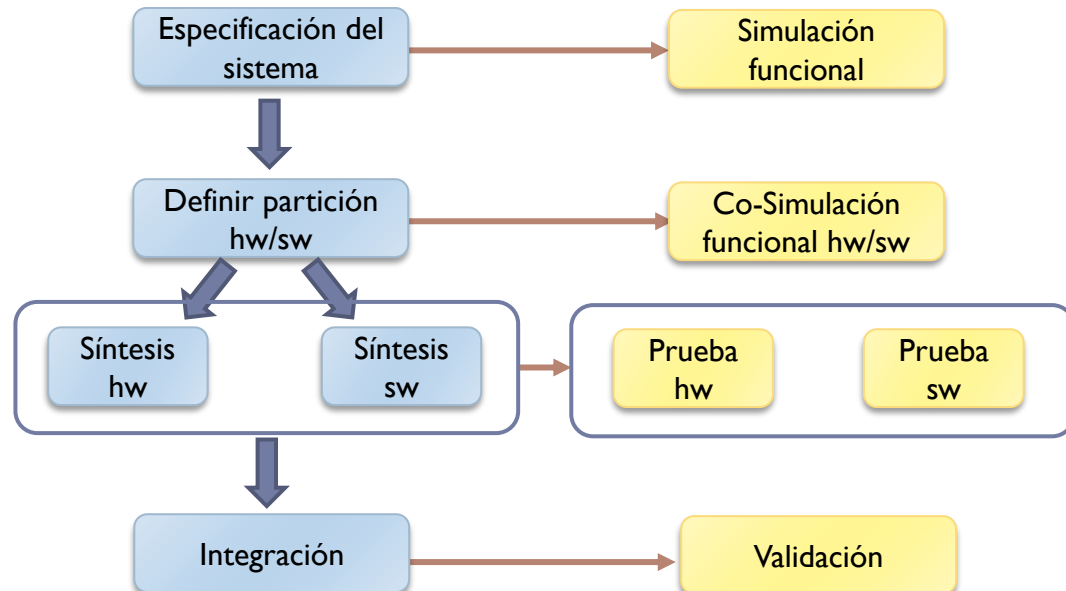 Especificación del
sistema
Simulación
funcional
Definir partición
hw/sw
Co-Simulación
funcional hw/sw
Síntesis
hw
Síntesis
sw
Prueba
hw
Prueba
sw
Integración
Validación